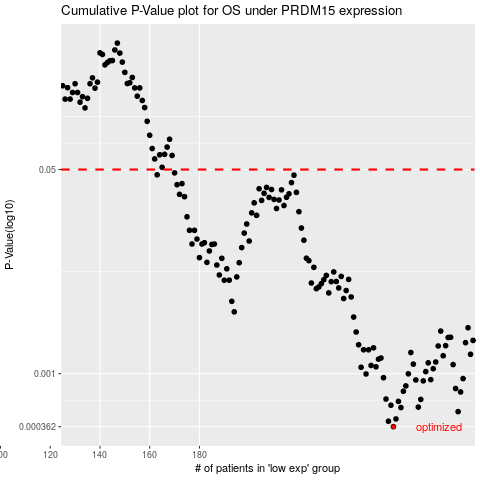 Cumulative P-Value plot for OS under PRDM15 expression
P-Value(log10)
0.05
0.001
0.000362
optimized
00 120 140 160 180
# of patients in 'low exp' group